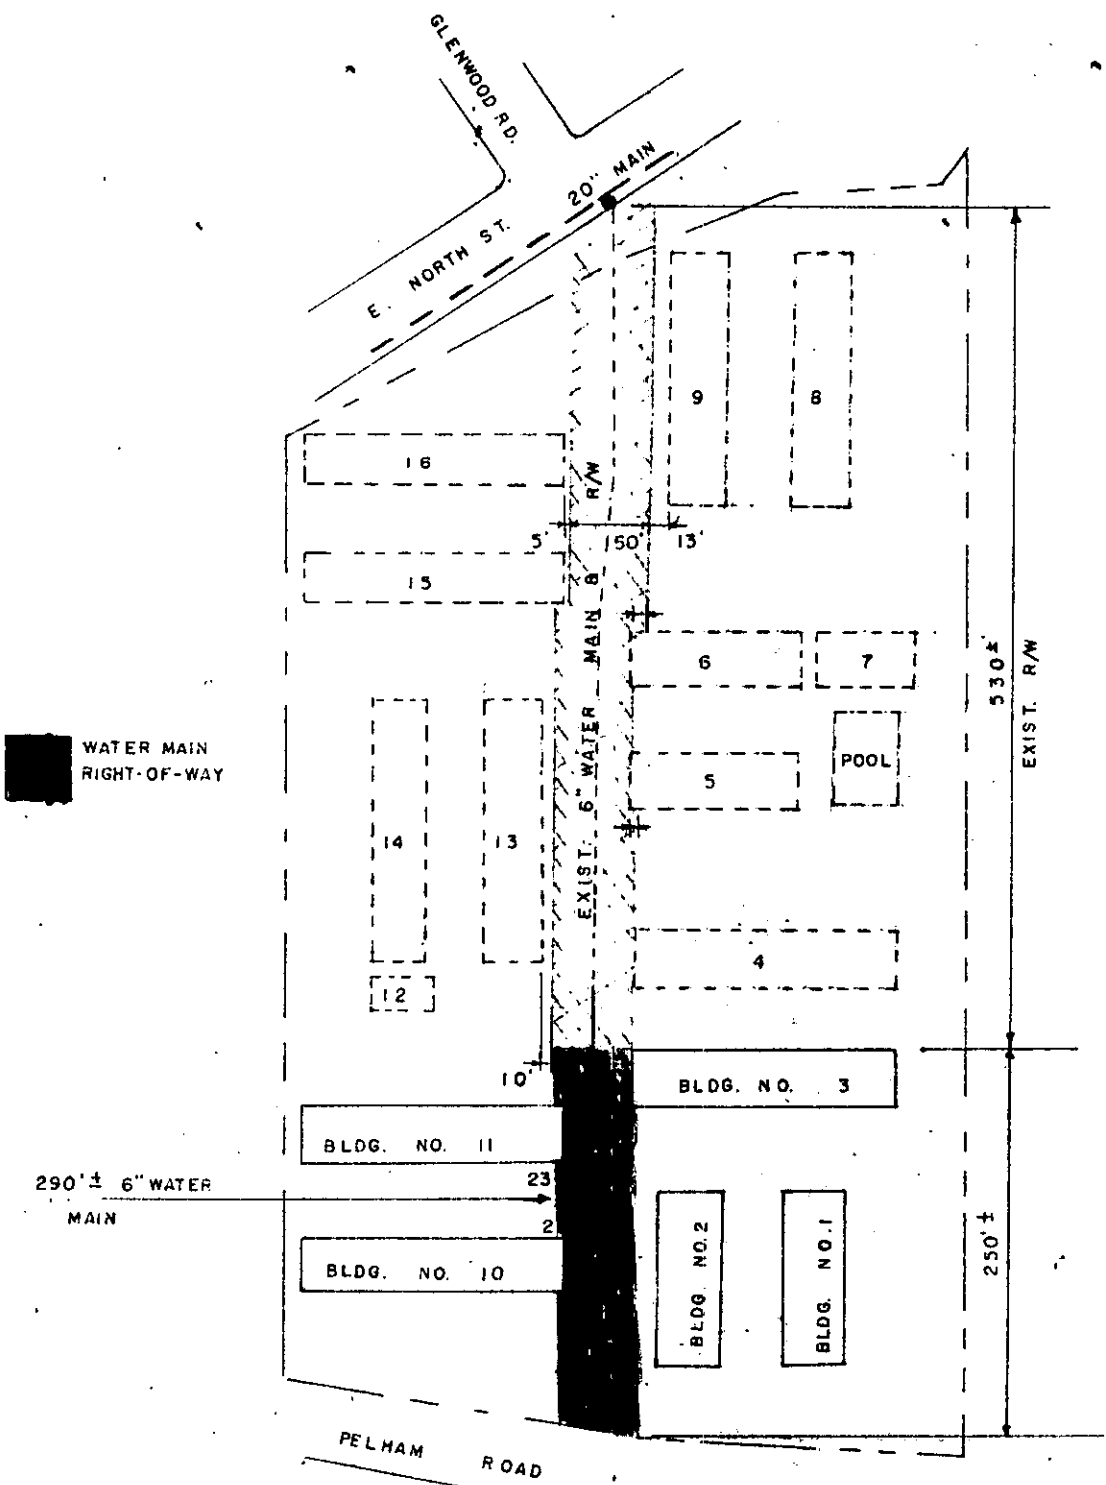 GLENWOOD RD.
20" MAIN
E. NORTH ST.
9
8
16
R/W
5'
50'
13'
15
EXIST. 6" WATER MAIN &
6
7
530'±
EXIST. R/W
WATER MAIN
RIGHT-OF-WAY
5
POOL
14
13
4
12
10'
BLDG. NO. 3
BLDG. NO. 11
290'± 6" WATER
MAIN
23
2
BLDG. NO. 10
BLDG. NO.2
BLDG. NO.1
250'±
PELHAM ROAD